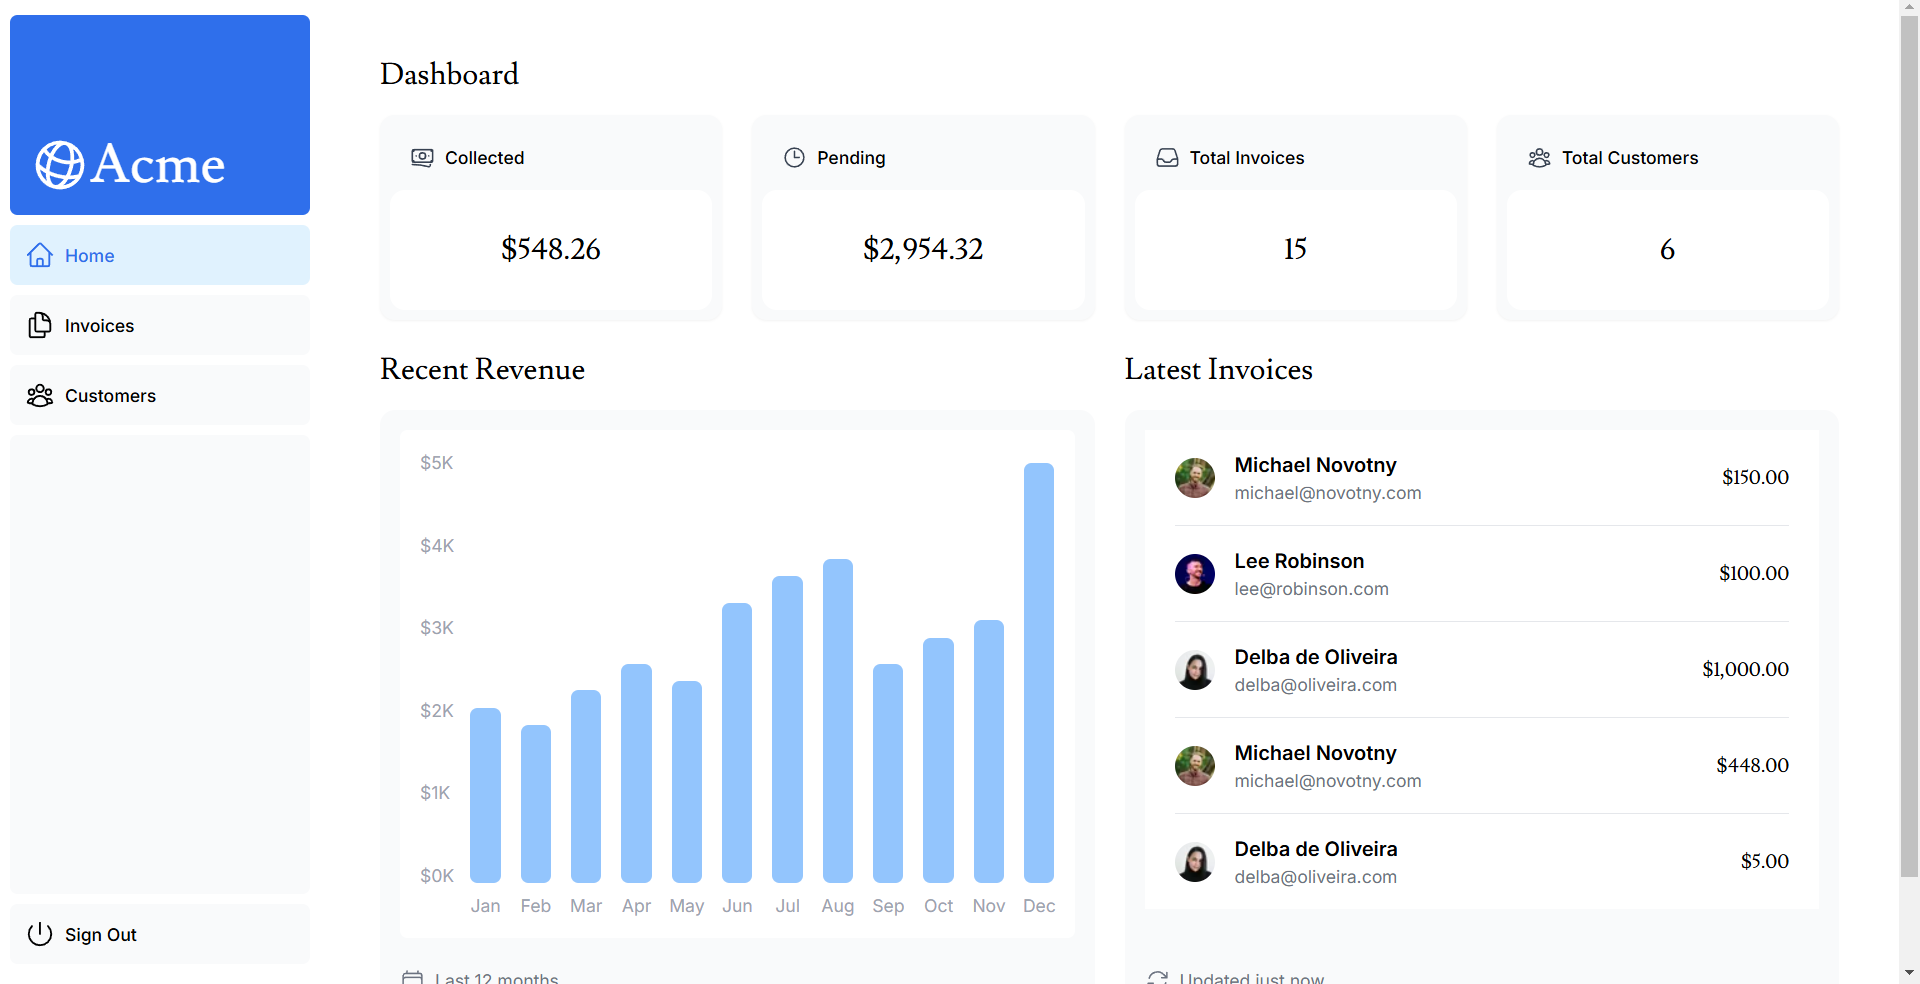 Acme
Home
Invoices
Customers
Sign Out
Dashboard
Collected
$548.26
Pending
$2,954.32
Total Invoices
15
Total Customers
6
Recent Revenue
$5K
$4K
$3K
$2K
$1K
$0K
Jan Feb Mar Apr May Jun Jul Aug Sep Oct Nov Dec
Last 12 months
Latest Invoices
Michael Novotny
michael@novotny.com
$150.00
Lee Robinson
lee@robinson.com
$100.00
Delba de Oliveira
delba@oliveira.com
$1,000.00
Michael Novotny
michael@novotny.com
$448.00
Delba de Oliveira
delba@oliveira.com
$5.00
Updated just now